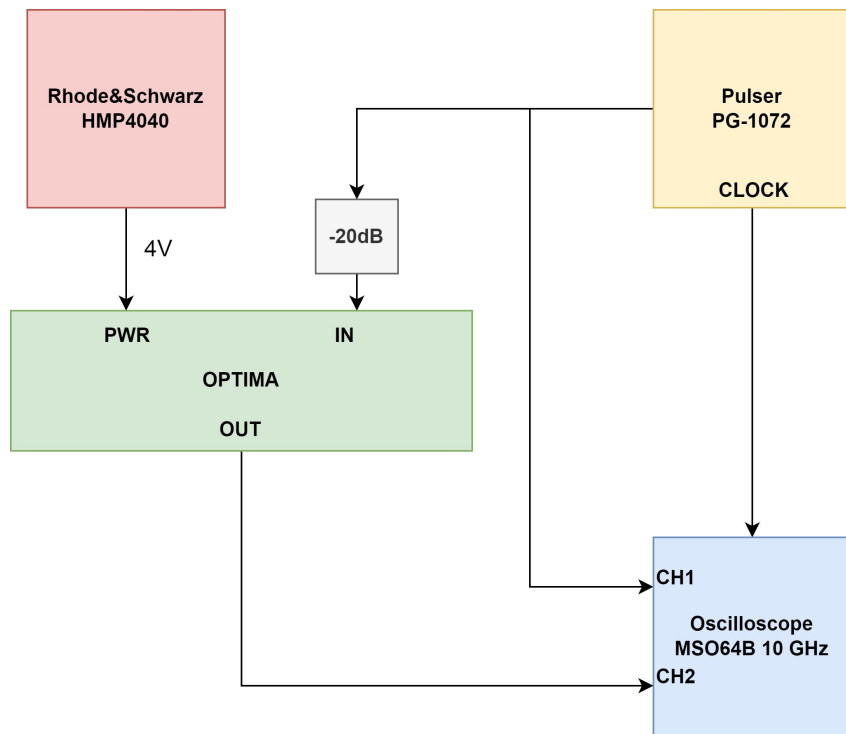 Rhode&Schwarz
HMP4040
Pulser
PG-1072
CLOCK
4V
-20dB
PWR
IN
OPTIMA
OUT
CH1
Oscilloscope
MSO64B 10 GHz
CH2